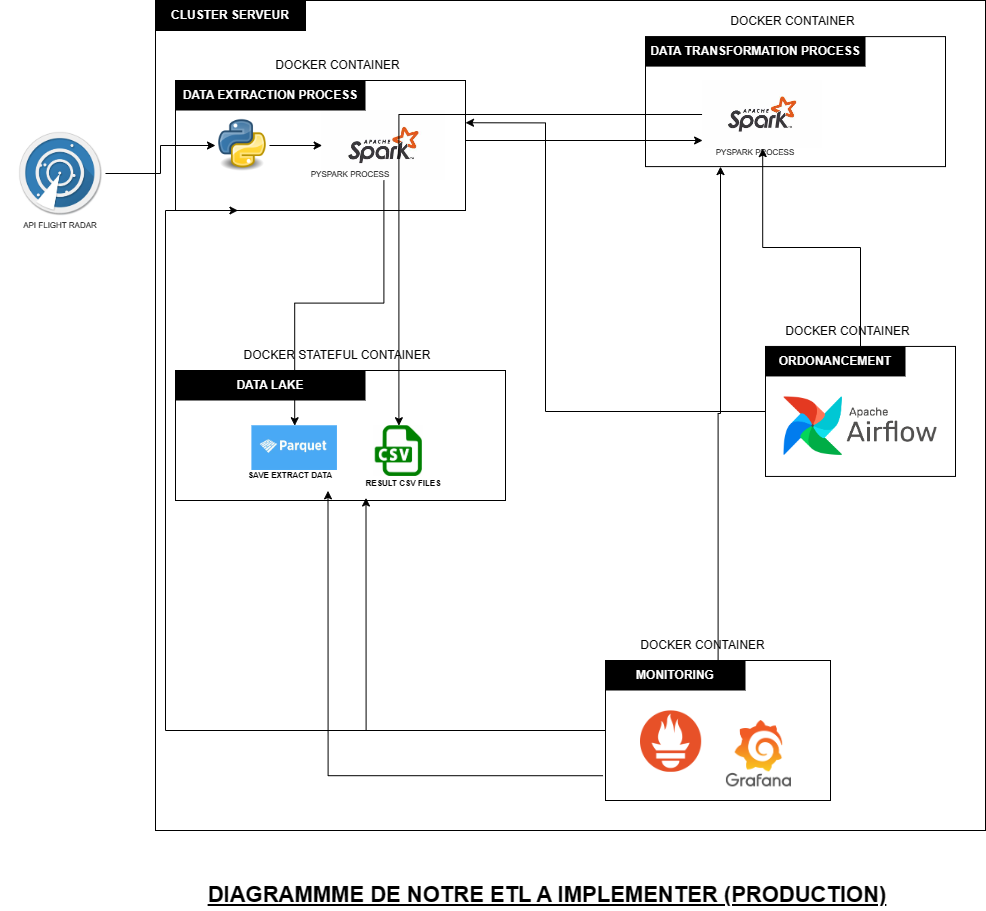 CLUSTER SERVEUR
DOCKER CONTAINER
DATA TRANSFORMATION PROCESS
APACHE
Spark™
PYSPARK PROCESS
DOCKER CONTAINER
DATA EXTRACTION PROCESS
APACHE
Spark™
PYSPARK PROCESS
API FLIGHT RADAR
DOCKER CONTAINER
ORDONANCEMENT
Apache
Airflow
DOCKER STATEFUL CONTAINER
DATA LAKE
Parquet
SAVE EXTRACT DATA
CSV
RESULT CSV FILES
DOCKER CONTAINER
MONITORING
Grafana
DIAGRAMMME DE NOTRE ETL A IMPLEMENTER (PRODUCTION)